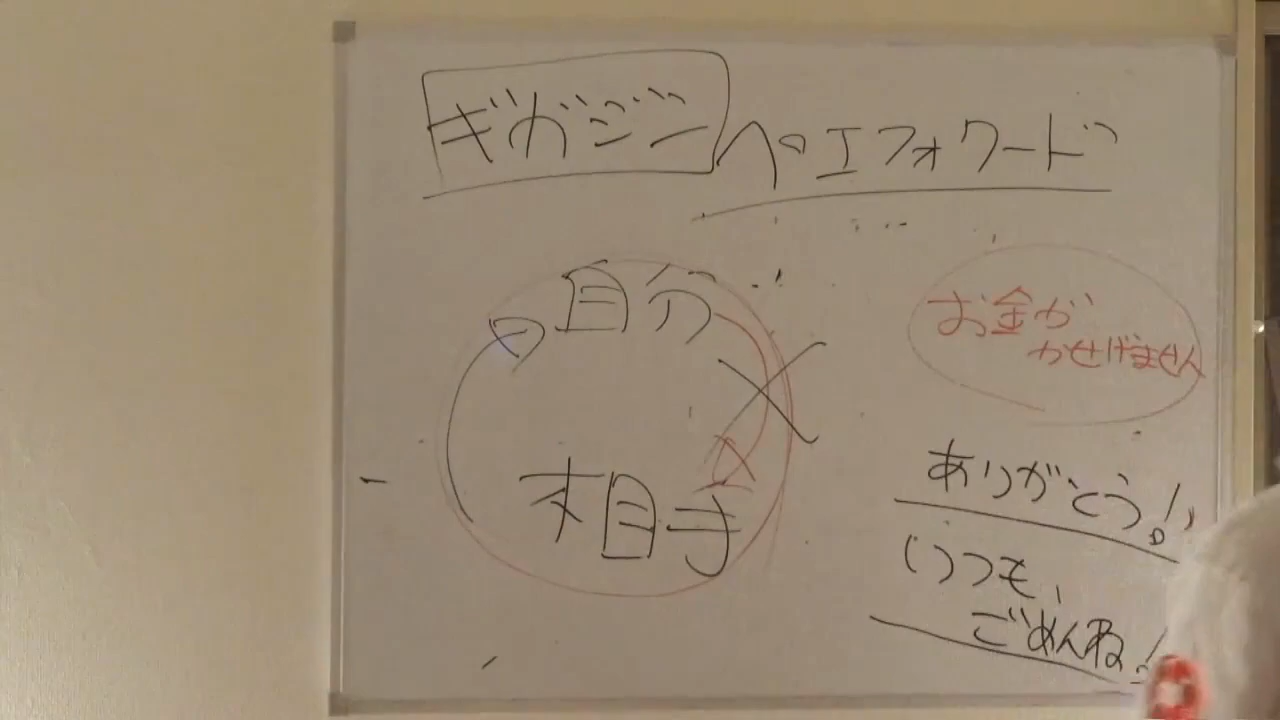 ギガジン ペエフォワード
自分
相手
お金が
かせげません
ありがとう!!
いつも、
ごめんね!